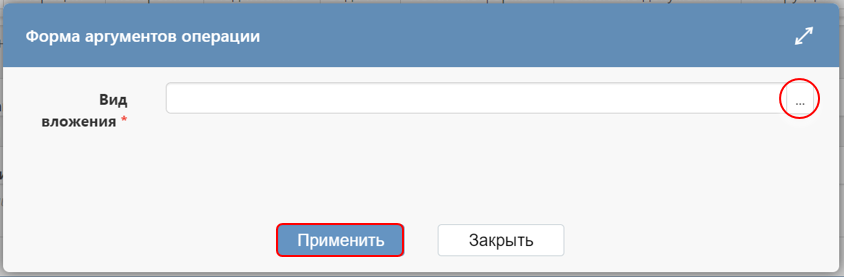 Форма аргументов операции
Вид
вложения *
...
Применить
Закрыть